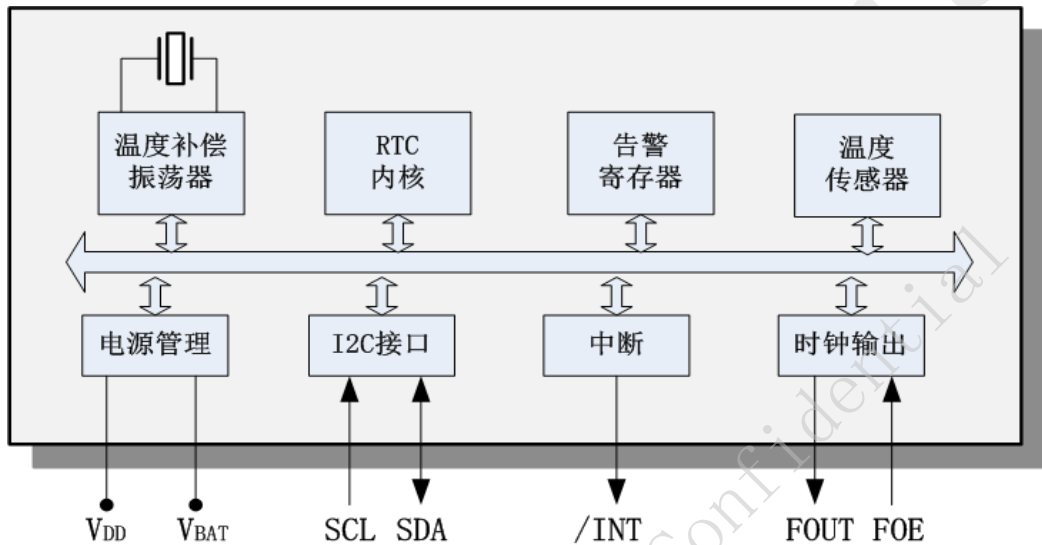 温度补偿
振荡器
RTC
内核
告警
寄存器
温度
传感器
电源管理
I2C接口
中断
时钟输出
VDD VBAT SCL SDA /INT FOUT FOE
Confidential